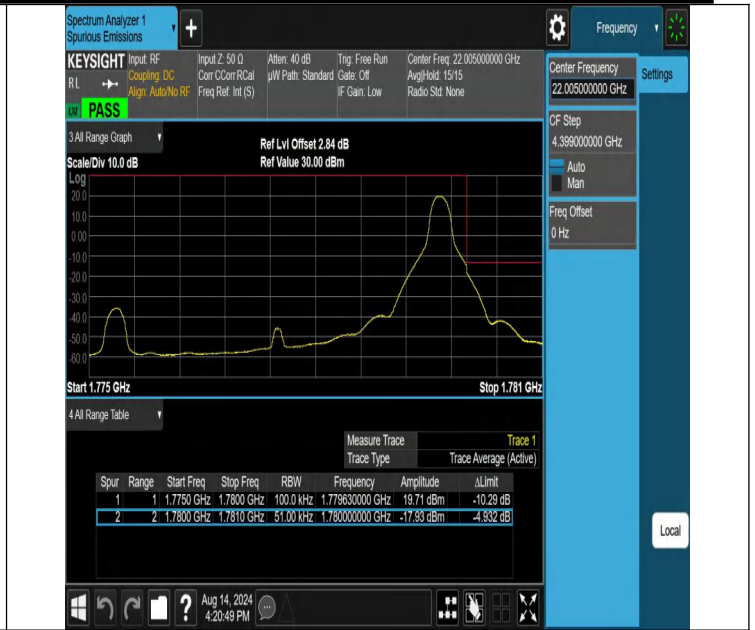 Spectrum Analyzer 1
Spurious Emissions
Frequency
KEYSIGHT Input: RF Input Z: 50 Ω Atten: 40 dB Trig: Free Run Center Freq: 22.005000000 GHz
RL Coupling: DC Corr CCorr RCal µW Path: Standard Gate: Off Avg|Hold: 15/15
Align: Auto/No RF Freq Ref: Int (S) IF Gain: Low Radio Std: None
LXI PASS
Center Frequency
22.005000000 GHz
Settings
CF Step
4.399000000 GHz
Auto
Man
Freq Offset
0 Hz
3 All Range Graph
Ref Lvl Offset 2.84 dB
Scale/Div 10.0 dB Ref Value 30.00 dBm
Log
20.0
10.0
0.00
-10.0
-20.0
-30.0
-40.0
-50.0
-60.0
Start 1.775 GHz Stop 1.781 GHz
4 All Range Table
Measure Trace Trace 1
Trace Type Trace Average (Active)
Spur Range Start Freq Stop Freq RBW Frequency Amplitude ΔLimit
1 1 1.7750 GHz 1.7800 GHz 100.0 kHz 1.779630000 GHz 19.71 dBm -10.29 dB
2 2 1.7800 GHz 1.7810 GHz 51.00 kHz 1.780000000 GHz -17.93 dBm -4.932 dB
Local
? Aug 14, 2024
4:20:49 PM